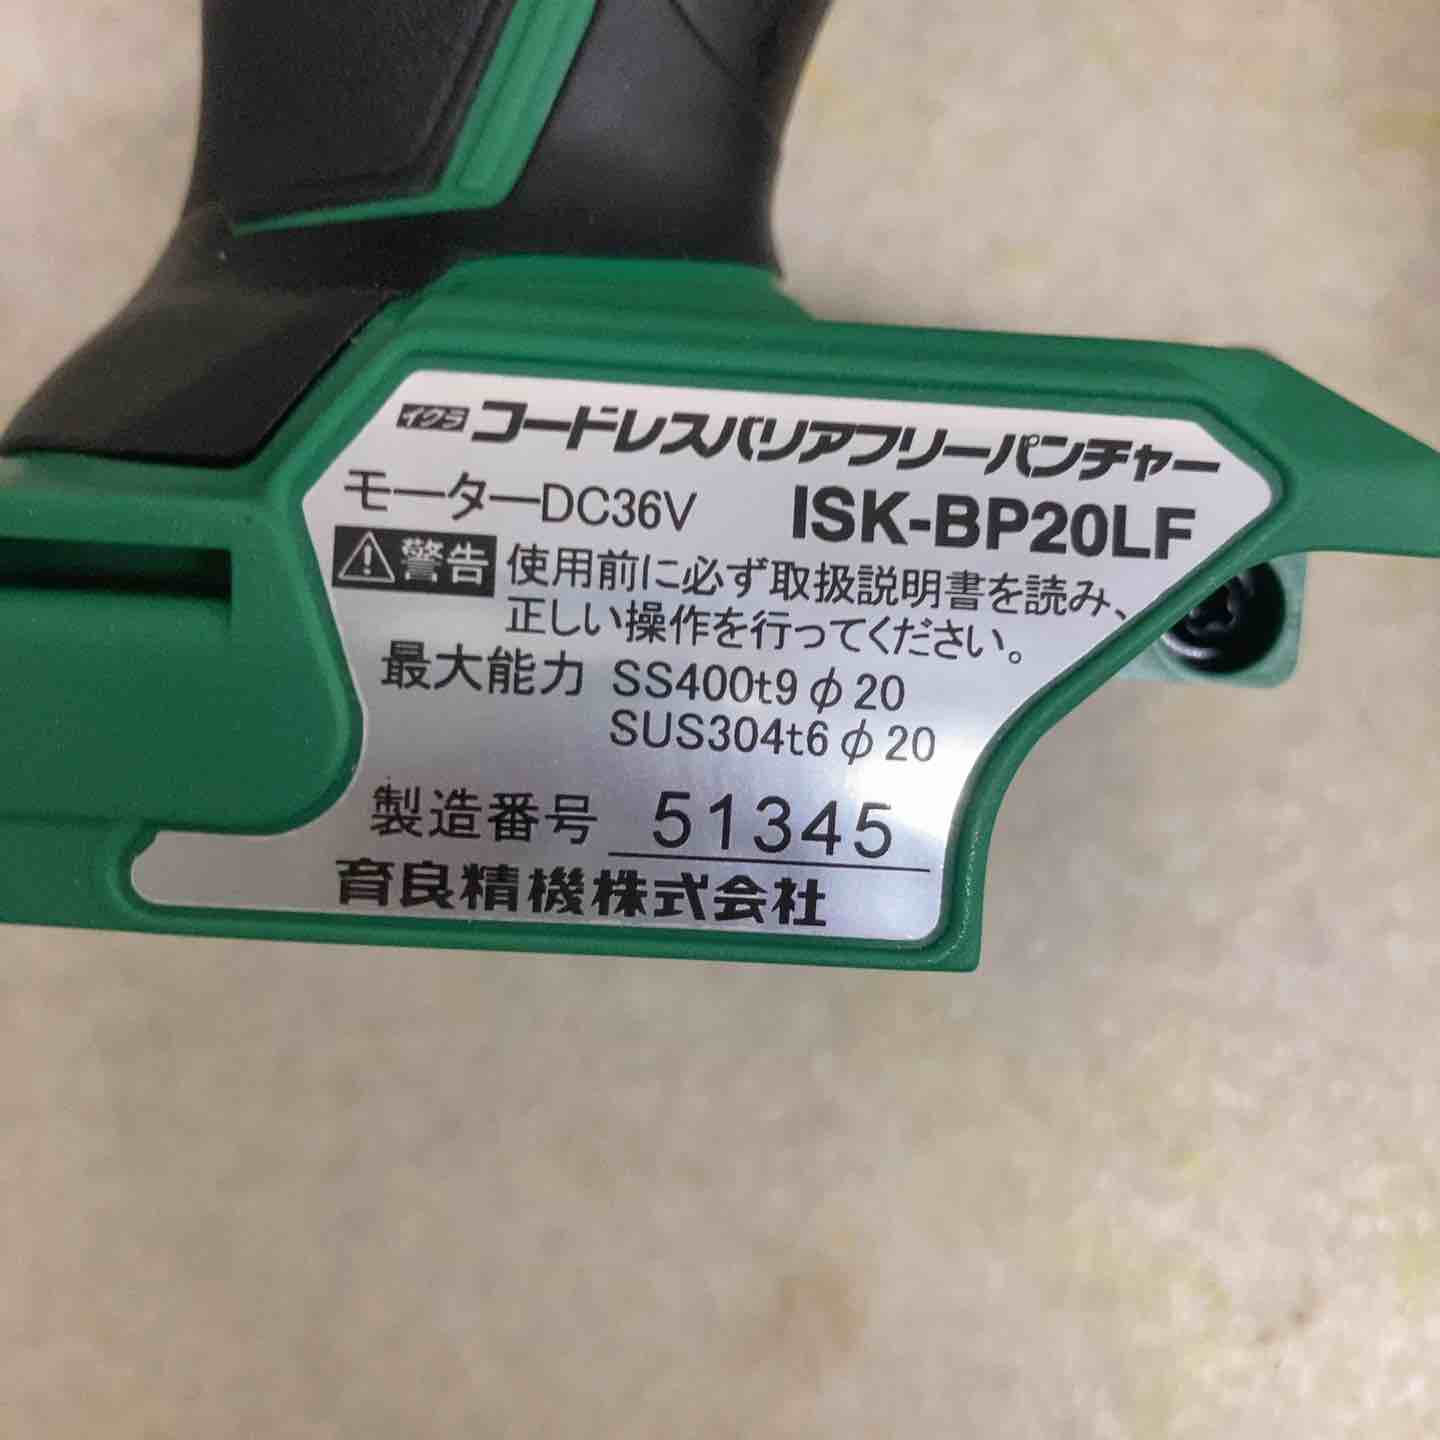 イクラ コードレスバリアフリーパンチャー
モーターDC36V ISK-BP20LF
警告 使用前に必ず取扱説明書を読み、
正しい操作を行ってください。
最大能力 SS400t9φ20
SUS304t6φ20
製造番号 51345
育良精機株式会社